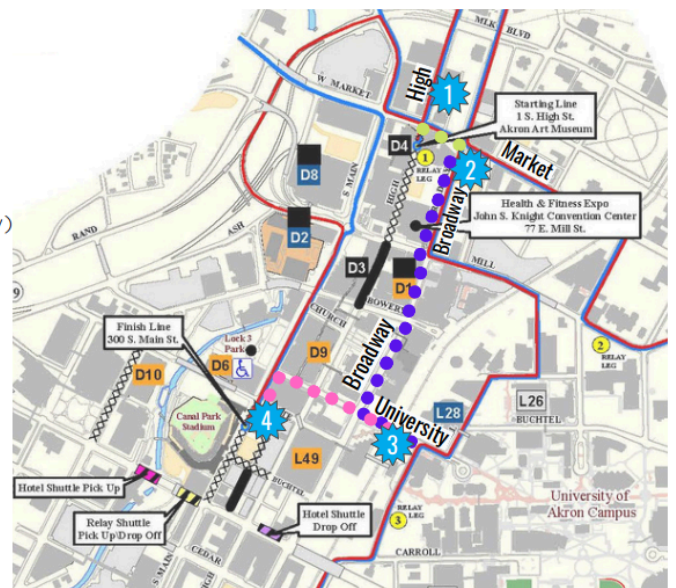 MLK BLVD
W. MARKET
High
1
Starting Line
1 S. High St.
Akron Art Museum
D4
1
RELAY
LEG
2
Market
D8
S. MAIN
HIGH
Broadway
Health & Fitness Expo
John S. Knight Convention Center
77 E. Mill St.
y)
RAND
ASH
D2
D3
D1
MILL
9
BOWERY
CHURCH
Finish Line
300 S. Main St.
Lock 3
Park
D9
D6
D10
Broadway
2
RELAY
LEG
Canal Park
Stadium
4
University
3
L28
L26
BUCHTEL
L49
BUCHTEL
Hotel Shuttle Pick Up
Relay Shuttle
Pick Up\Drop Off
Hotel Shuttle
Drop Off
3
RELAY
LEG
University of
Akron Campus
S. MAIN
HIGH
CEDAR
CARROLL